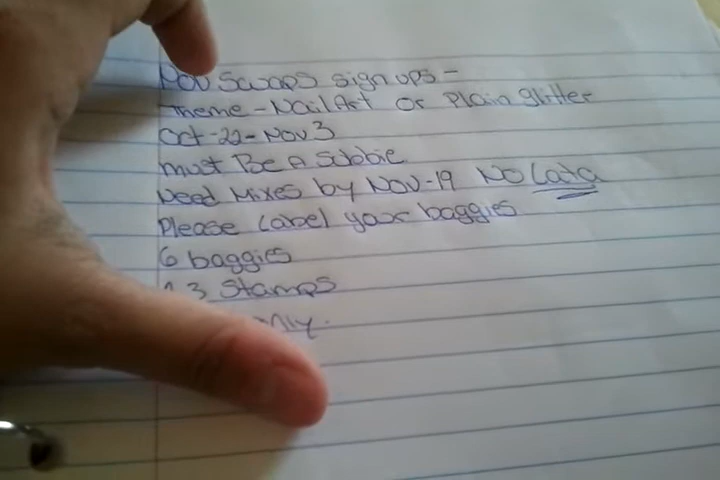 Nov Swaps sign ups -
Theme - Nail Art or Plain glitter
Oct-22-Nov 3
must Be A Subbie
Need Mixes by Nov-19 No Lata
Please Label your baggies
6 baggies
3 Stamps